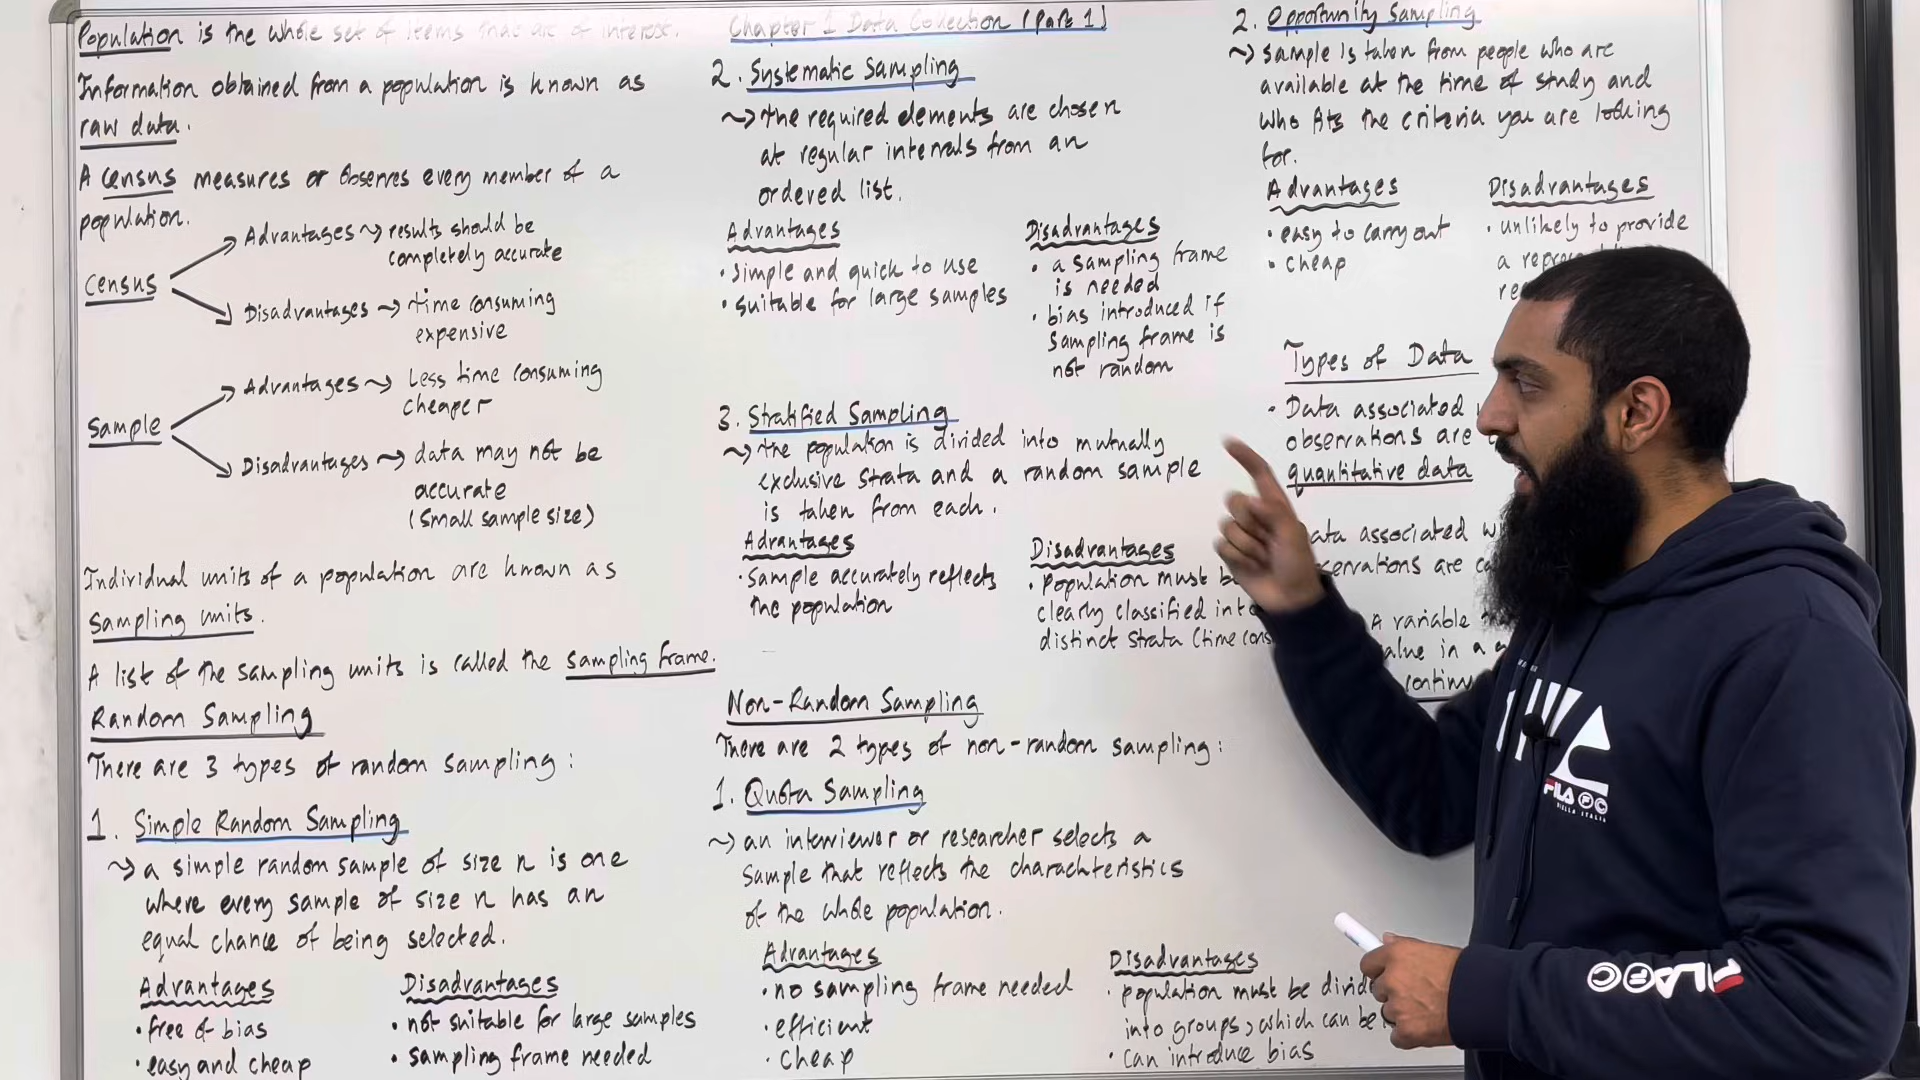 Population is the whole set of items that are of interest.
Information obtained from a population is known as
raw data.
A census measures or observes every member of a
population.
Census
Advantages results should be
completely accurate
Disadvantages time consuming
expensive
Sample
Advantages Less time consuming
cheaper
Disadvantages data may not be
accurate
(small sample size)
Individual units of a population are known as
sampling units.
A list of the sampling units is called the sampling frame.
Random Sampling
There are 3 types of random sampling:
1. Simple Random Sampling
a simple random sample of size n is one
where every sample of size n has an
equal chance of being selected.
Advantages
• free of bias
• easy and cheap
Disadvantages
• not suitable for large samples
• sampling frame needed
Chapter 1 Data Collection (Part 1)
2. Systematic Sampling
the required elements are chosen
at regular intervals from an
ordered list.
Advantages
• simple and quick to use
• suitable for large samples
Disadvantages
• a sampling frame
is needed
• bias introduced if
sampling frame is
not random
3. Stratified Sampling
the population is divided into mutually
exclusive strata and a random sample
is taken from each.
Advantages
• sample accurately reflects
the population
Disadvantages
• population must
clearly classified
distinct strata (time
Non-Random Sampling
There are 2 types of non-random sampling:
1. Quota Sampling
an interviewer or researcher selects a
sample that reflects the charachteristics
of the whole population.
Advantages
• no sampling frame needed
• efficient
• cheap
Disadvantages
• population must be
into groups, which can be
• can introduce bias
2. Opportunity Sampling
sample is taken from people who are
available at the time of study and
who fits the criteria you are looking
for.
Advantages
• easy to carry out
• cheap
Disadvantages
• unlikely to provide
a
Types of Data
• Data associated
observations are
quantitative data
associated
are
A variable
in a
FILA
BIELLA ITALIA
FILA